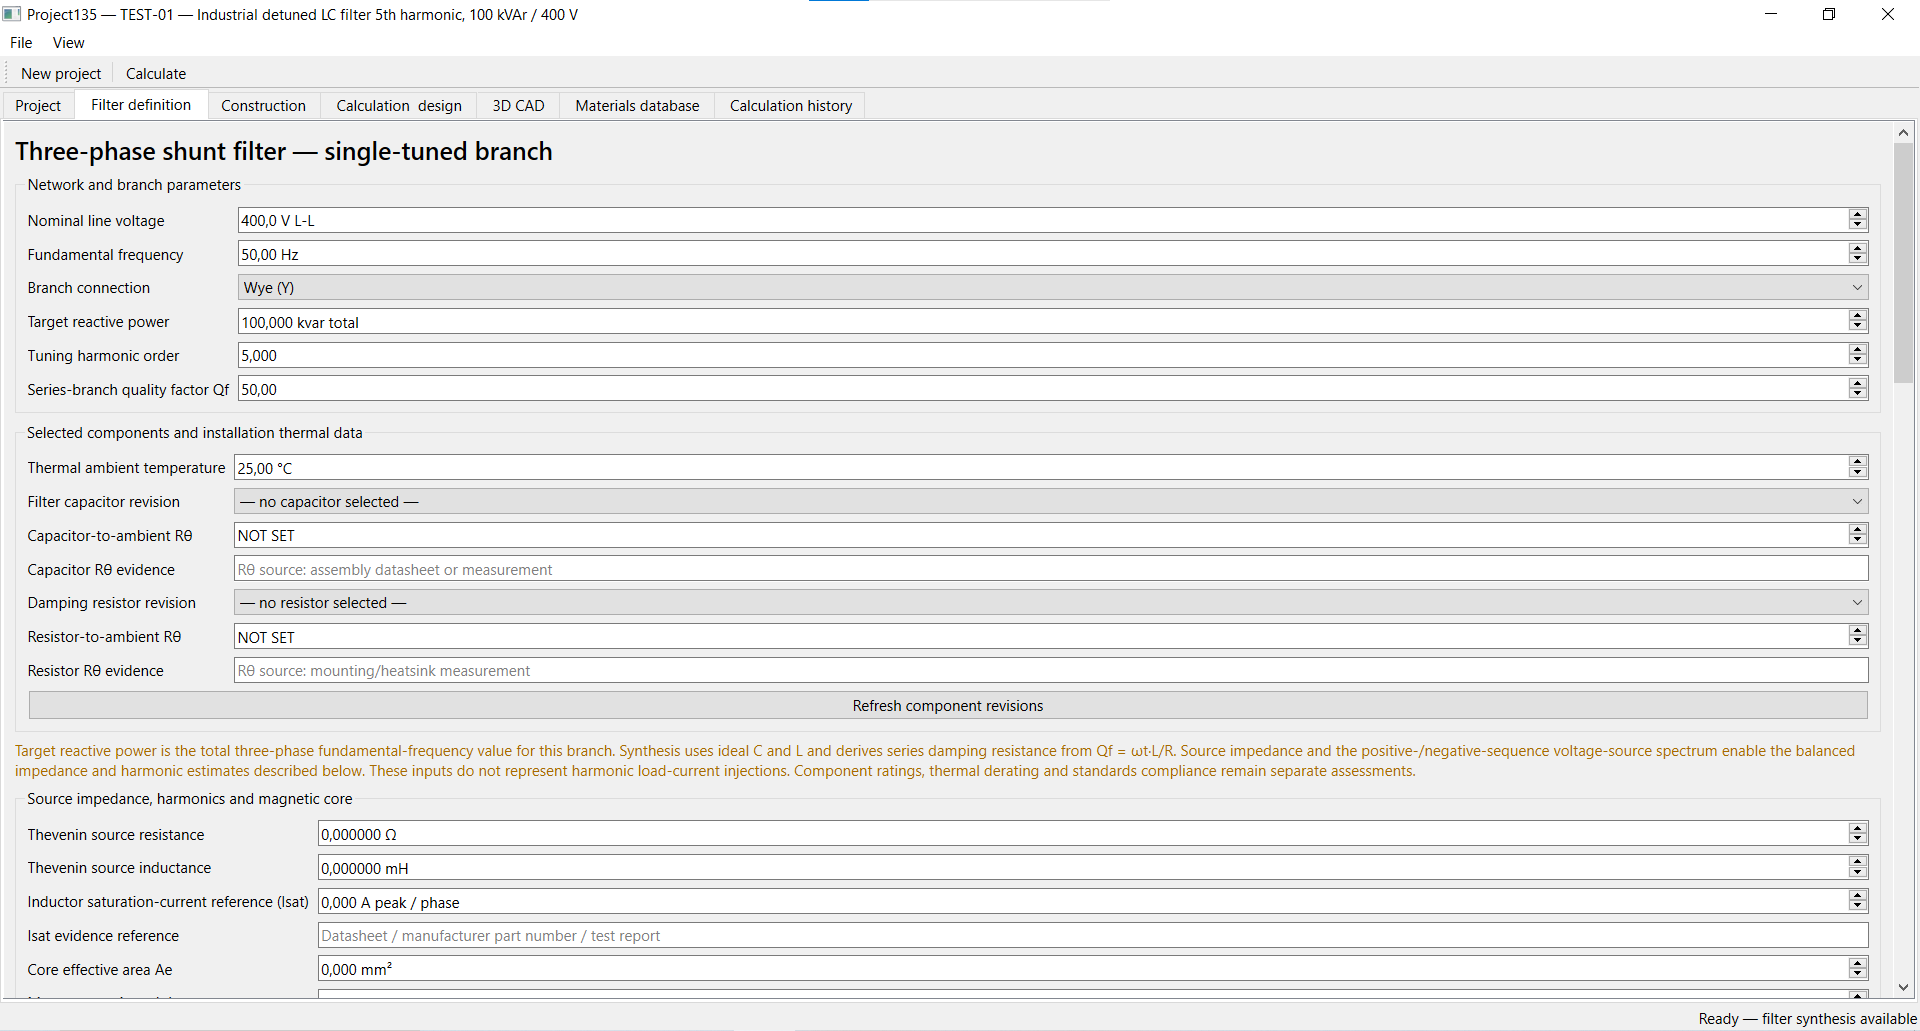 Project135 — TEST-01 — Industrial detuned LC filter 5th harmonic, 100 kVAr / 400 V
File View
New project Calculate
Project Filter definition Construction Calculation design 3D CAD Materials database Calculation history
Three-phase shunt filter — single-tuned branch
Network and branch parameters
Nominal line voltage 400,0 V L-L
Fundamental frequency 50,00 Hz
Branch connection Wye (Y)
Target reactive power 100,000 kvar total
Tuning harmonic order 5,000
Series-branch quality factor Qf 50,00
Selected components and installation thermal data
Thermal ambient temperature 25,00 °C
Filter capacitor revision — no capacitor selected —
Capacitor-to-ambient Rθ NOT SET
Capacitor Rθ evidence Rθ source: assembly datasheet or measurement
Damping resistor revision — no resistor selected —
Resistor-to-ambient Rθ NOT SET
Resistor Rθ evidence Rθ source: mounting/heatsink measurement
Refresh component revisions
Target reactive power is the total three-phase fundamental-frequency value for this branch. Synthesis uses ideal C and L and derives series damping resistance from Qf = ωt·L/R. Source impedance and the positive-/negative-sequence voltage-source spectrum enable the balanced
impedance and harmonic estimates described below. These inputs do not represent harmonic load-current injections. Component ratings, thermal derating and standards compliance remain separate assessments.
Source impedance, harmonics and magnetic core
Thevenin source resistance 0,000000 Ω
Thevenin source inductance 0,000000 mH
Inductor saturation-current reference (Isat) 0,000 A peak / phase
Isat evidence reference Datasheet / manufacturer part number / test report
Core effective area Ae 0,000 mm²
Ready — filter synthesis available